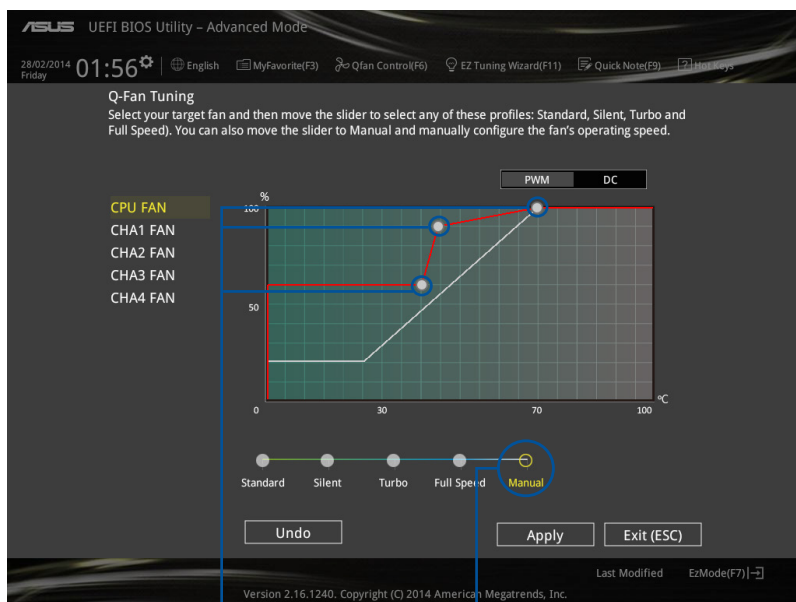 ASUS UEFI BIOS Utility – Advanced Mode
28/02/2014 Friday 01:56 English MyFavorite(F3) Qfan Control(F6) EZ Tuning Wizard(F11) Quick Note(F9) ? Hot Keys
Q-Fan Tuning
Select your target fan and then move the slider to select any of these profiles: Standard, Silent, Turbo and
Full Speed). You can also move the slider to Manual and manually configure the fan's operating speed.
PWM DC
CPU FAN
CHA1 FAN
CHA2 FAN
CHA3 FAN
CHA4 FAN
%
100
50
0 30 70 100 °C
Standard Silent Turbo Full Speed Manual
Undo Apply Exit (ESC)
Last Modified EzMode(F7)
Version 2.16.1240. Copyright (C) 2014 American Megatrends, Inc.